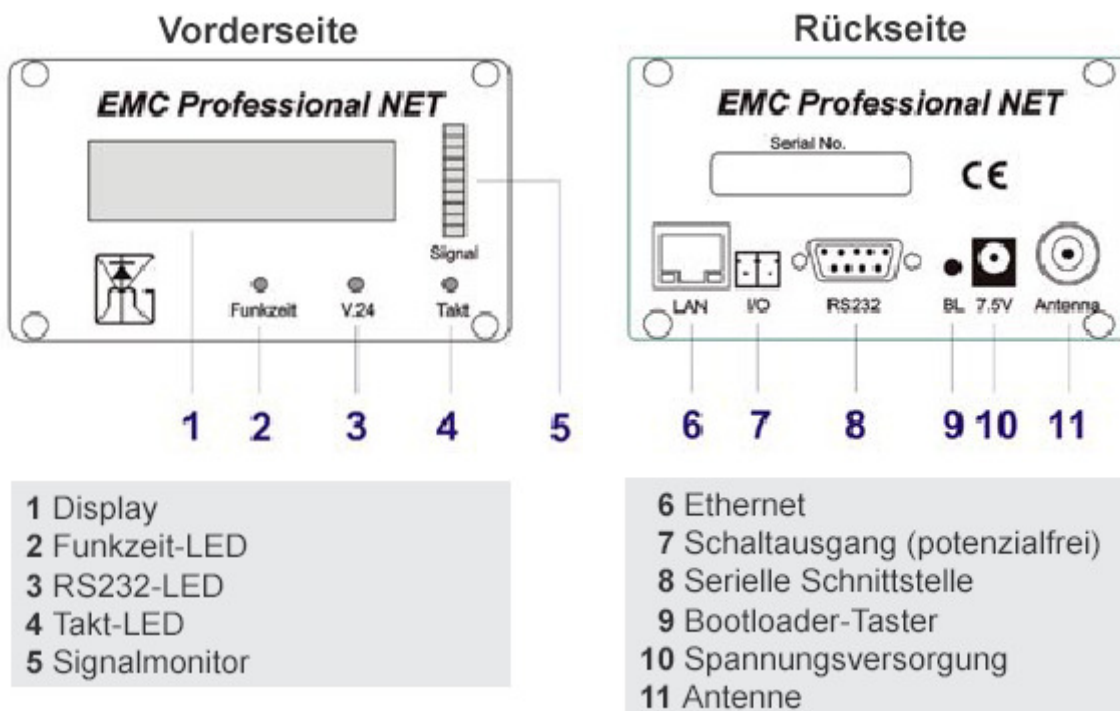 Vorderseite
EMC Professional NET
Signal
Funkzeit
V.24
Takt
1 2 3 4 5
1 Display
2 Funkzeit-LED
3 RS232-LED
4 Takt-LED
5 Signalmonitor
Rückseite
EMC Professional NET
Serial No.
CE
LAN
I/O
RS232
BL
7.5V
Antenna
6 7 8 9 10 11
6 Ethernet
7 Schaltausgang (potenzialfrei)
8 Serielle Schnittstelle
9 Bootloader-Taster
10 Spannungsversorgung
11 Antenne